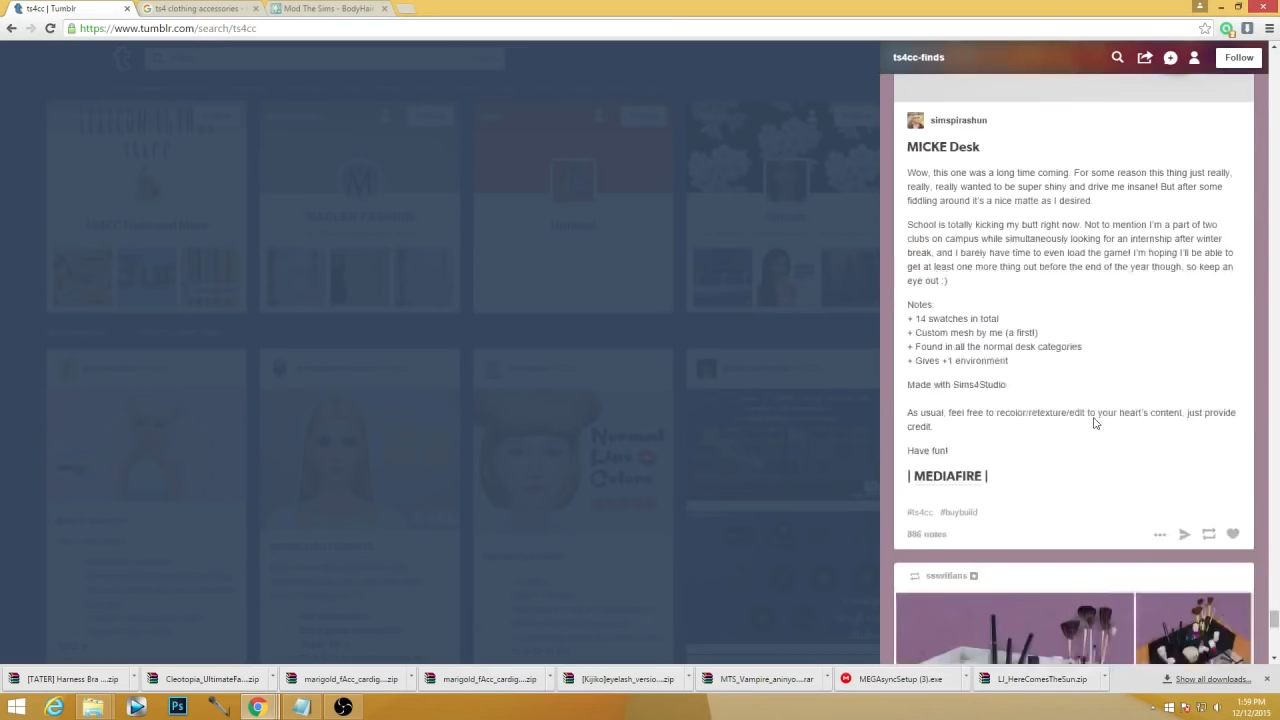 ts4cc | Tumblr
ts4 clothing accessories -
Mod The Sims - BodyHair
https://www.tumblr.com/search/ts4cc
ts4cc-finds
Follow
simspirashun
MICKE Desk
Wow, this one was a long time coming. For some reason this thing just really,
really, really wanted to be super shiny and drive me insane! But after some
fiddling around it's a nice matte as I desired.
School is totally kicking my butt right now. Not to mention I'm a part of two
clubs on campus while simultaneously looking for an internship after winter
break, and I barely have time to even load the game! I'm hoping I'll be able to
get at least one more thing out before the end of the year though, so keep an
eye out :)
Notes:
+ 14 swatches in total
+ Custom mesh by me (a first!)
+ Found in all the normal desk categories
+ Gives +1 environment
Made with Sims4Studio
As usual, feel free to recolor/retexture/edit to your heart's content, just provide
credit.
Have fun!
| MEDIAFIRE |
#ts4cc #buybuild
886 notes
Normal
Lips
Colors
[TATER] Harness Bra ....zip
Cleotopia_UltimateFa....zip
marigold_fAcc_cardig....zip
marigold_fAcc_cardig....zip
[Kijiko]eyelash_versio....zip
MTS_Vampire_aninyo....rar
MEGAsyncSetup (3).exe
LJ_HereComesTheSun.zip
Show all downloads...
1:59 PM
12/12/2015